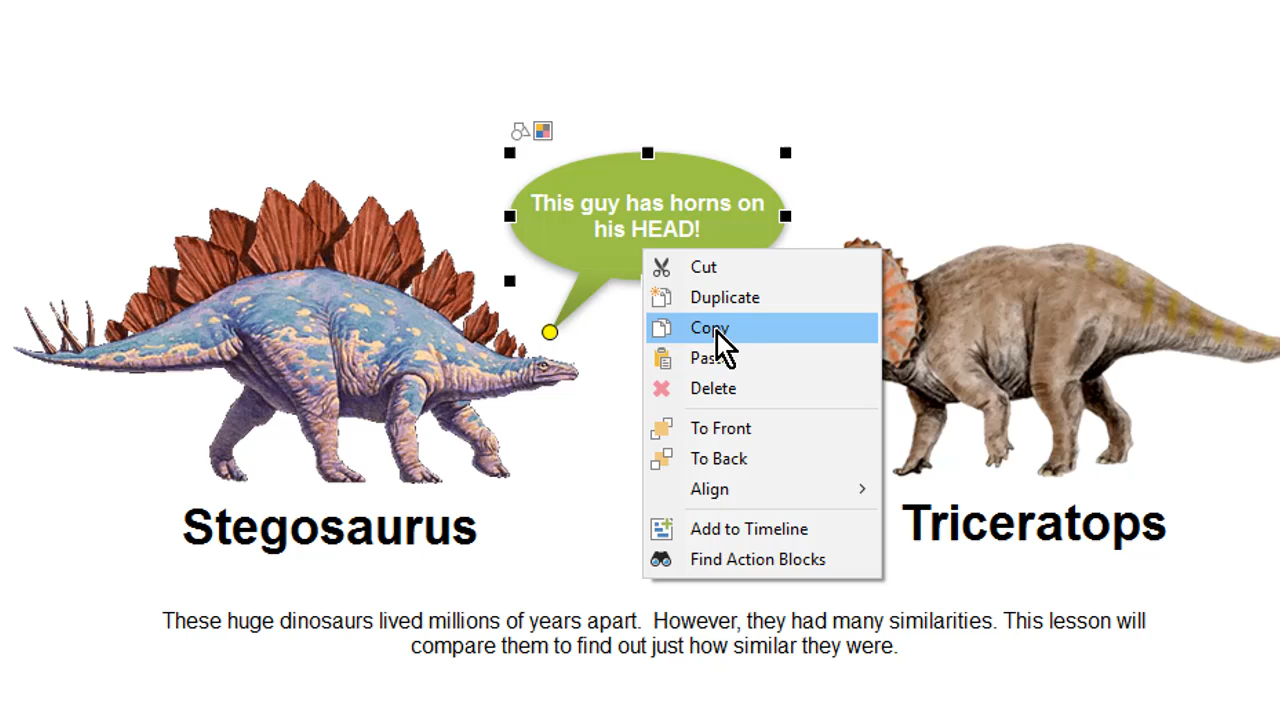 This guy has horns on
his HEAD!
Cut
Duplicate
Copy
Paste
Delete
To Front
To Back
Align
Add to Timeline
Find Action Blocks
Stegosaurus
Triceratops
These huge dinosaurs lived millions of years apart.  However, they had many similarities. This lesson will
compare them to find out just how similar they were.